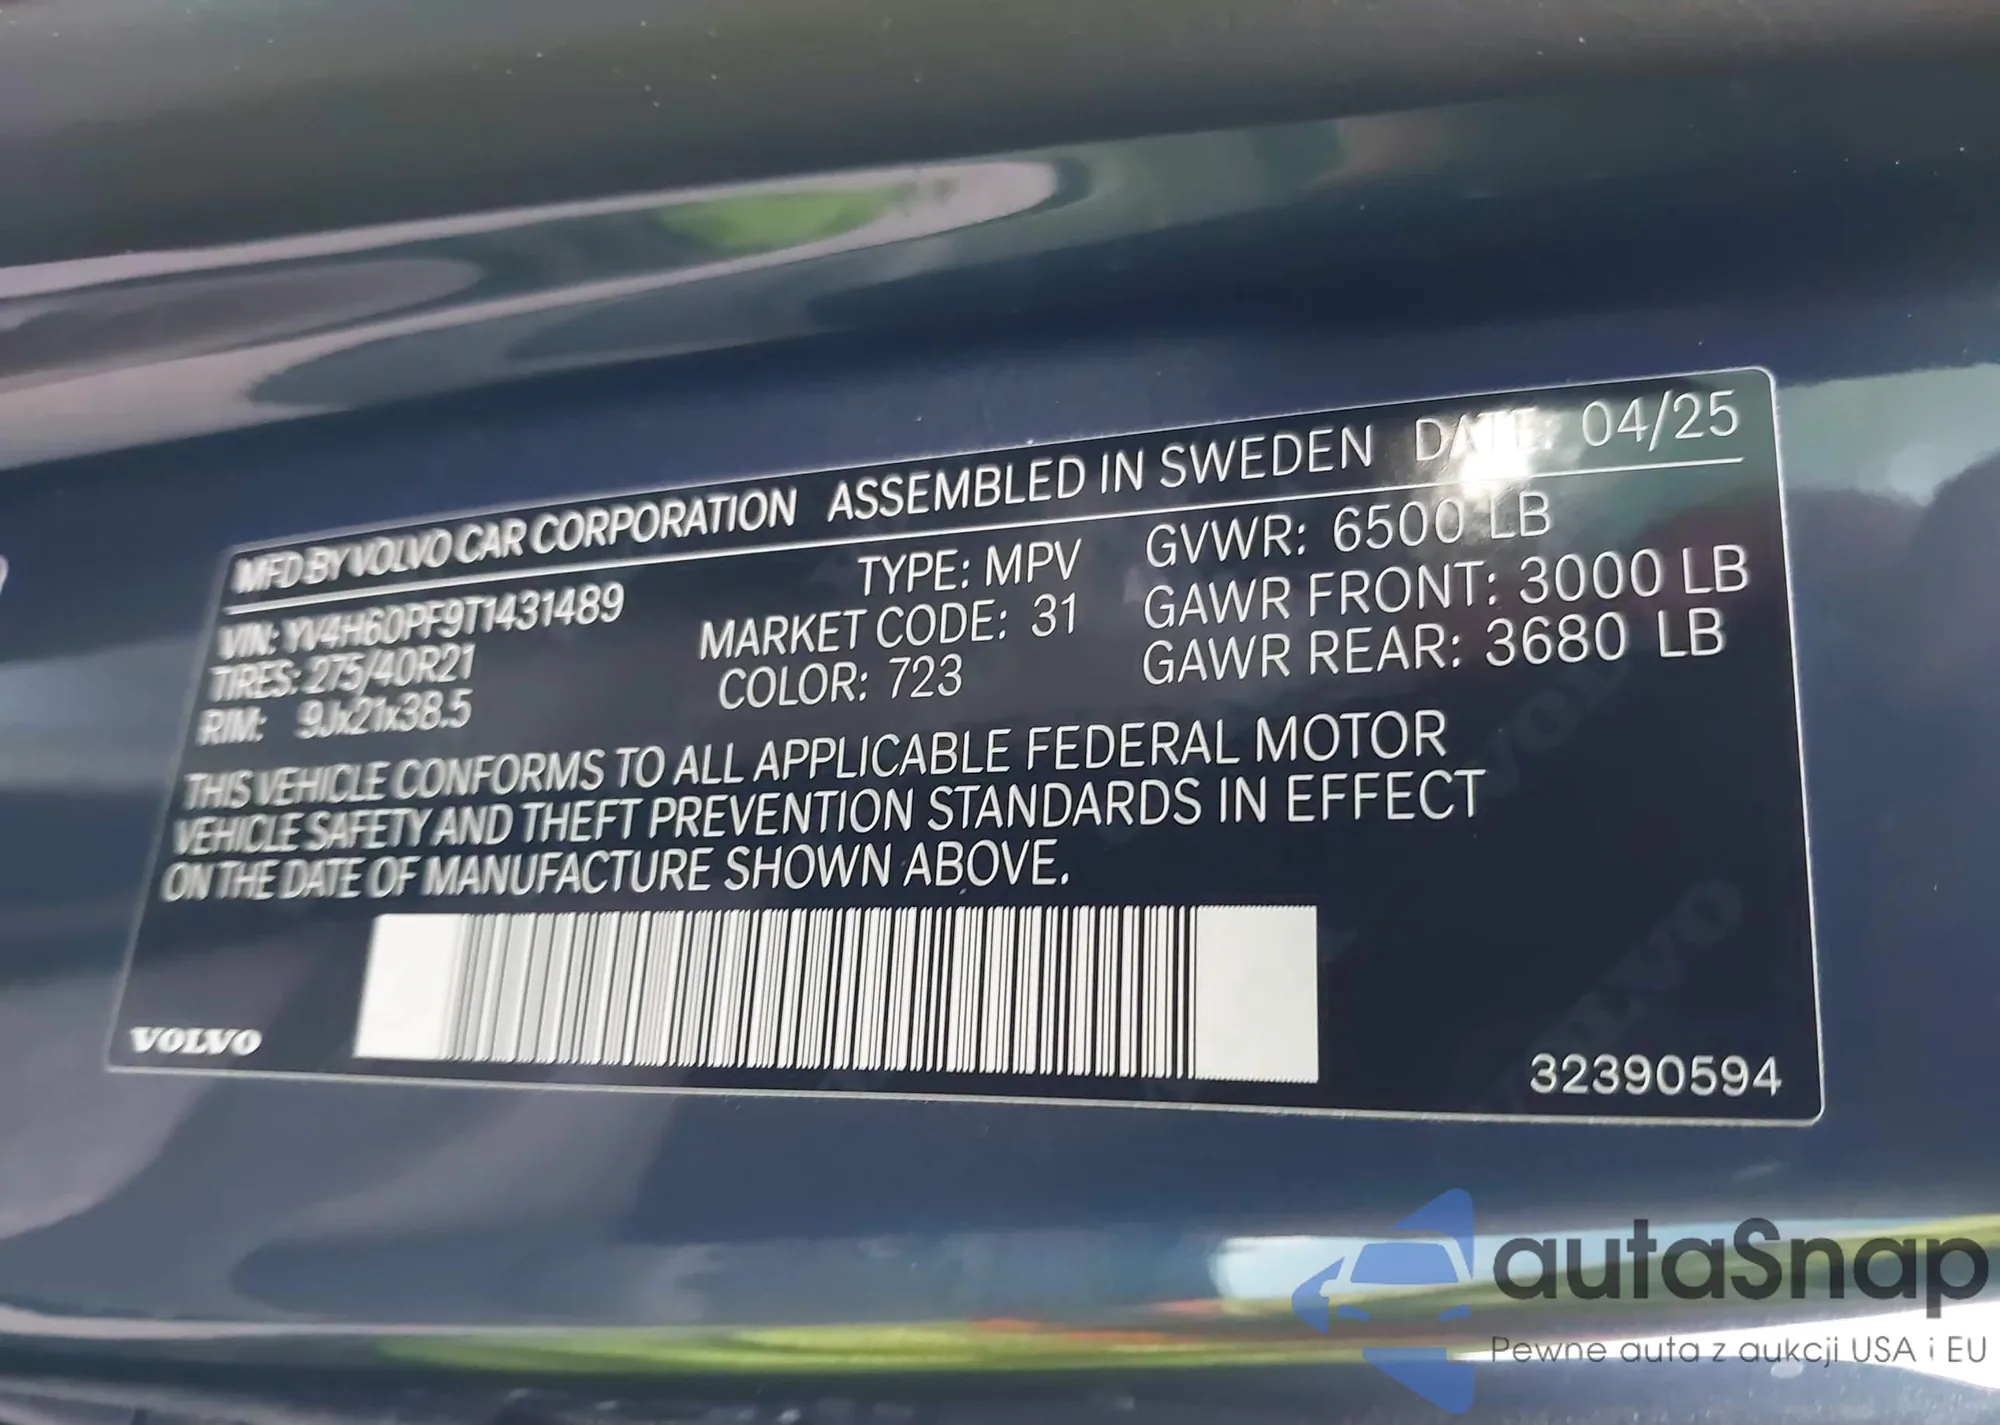 MFD BY VOLVO CAR CORPORATION ASSEMBLED IN SWEDEN DATE: 04/25
VIN: YV4H60PF9T1431489 TYPE: MPV GVWR: 6500 LB
TIRES: 275/40R21 MARKET CODE: 31 GAWR FRONT: 3000 LB
RIM: 9Jx21x38.5 COLOR: 723 GAWR REAR: 3680 LB
THIS VEHICLE CONFORMS TO ALL APPLICABLE FEDERAL MOTOR
VEHICLE SAFETY AND THEFT PREVENTION STANDARDS IN EFFECT
ON THE DATE OF MANUFACTURE SHOWN ABOVE.
VOLVO
32390594
autaSnap
Pewne auta z aukcji USA i EU